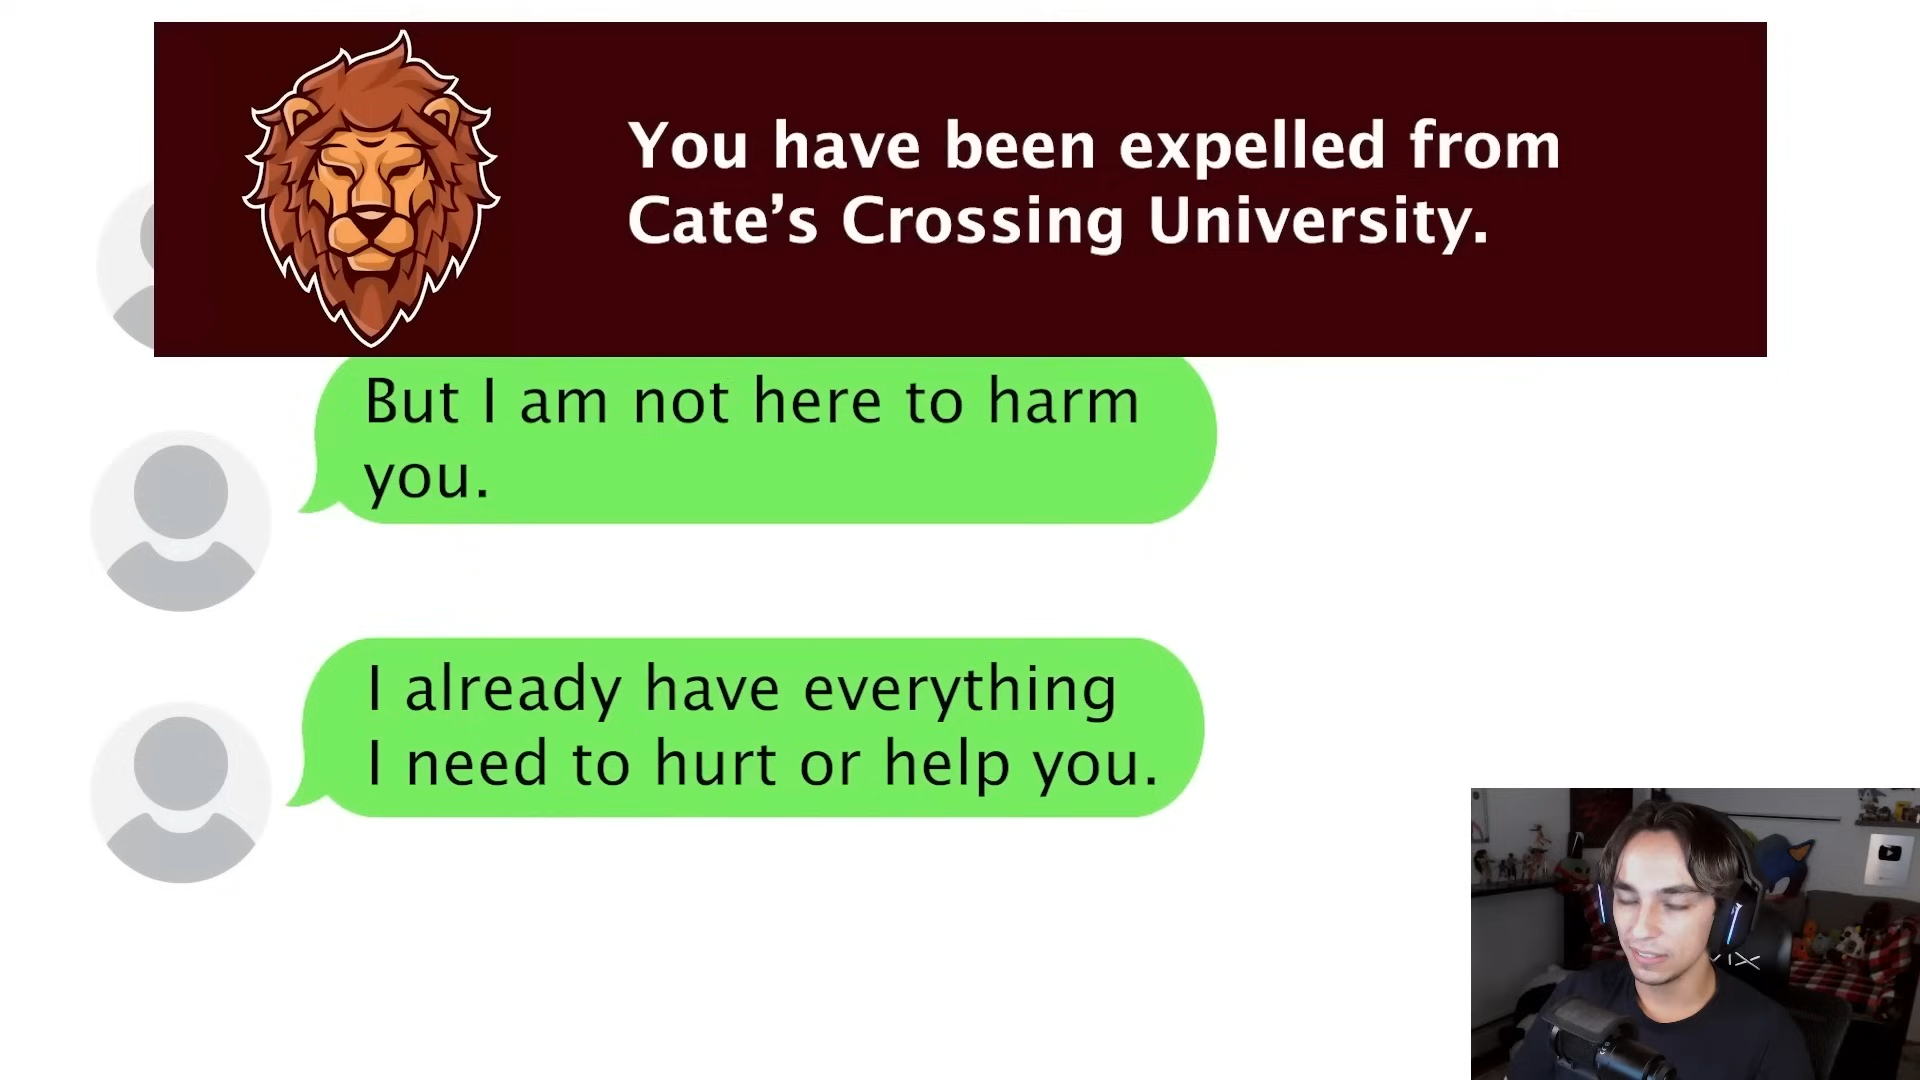 You have been expelled from
Cate’s Crossing University.
But I am not here to harm
you.
I already have everything
I need to hurt or help you.